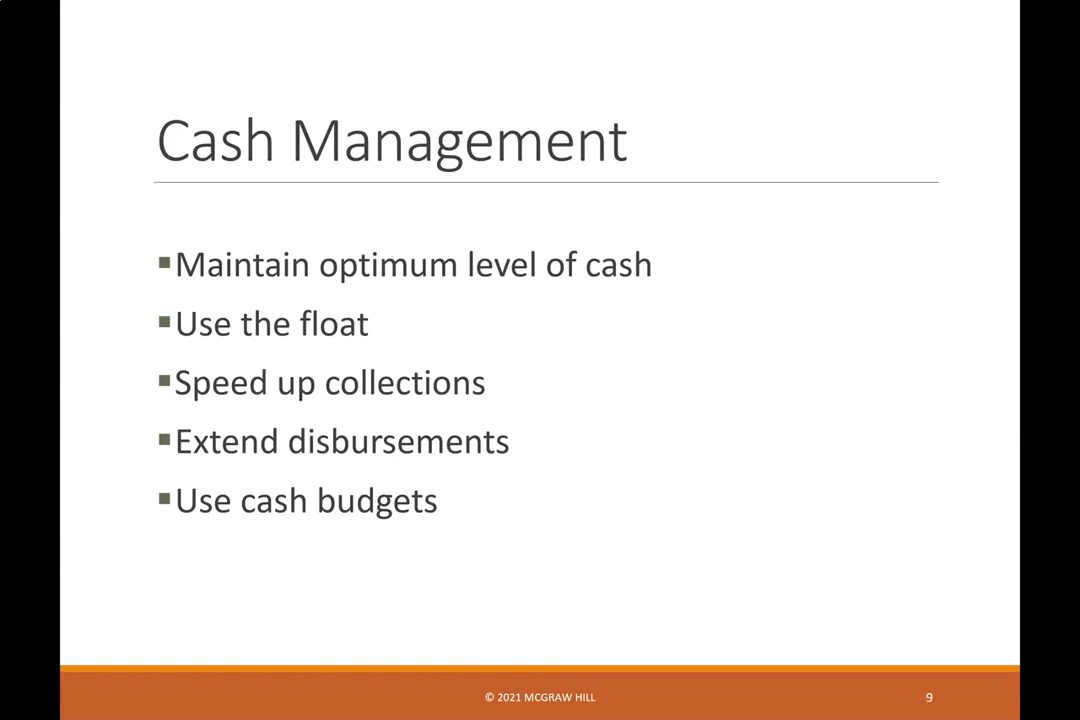 Cash Management
▪Maintain optimum level of cash
▪Use the float
▪Speed up collections
▪Extend disbursements
▪Use cash budgets
© 2021 MCGRAW HILL
9